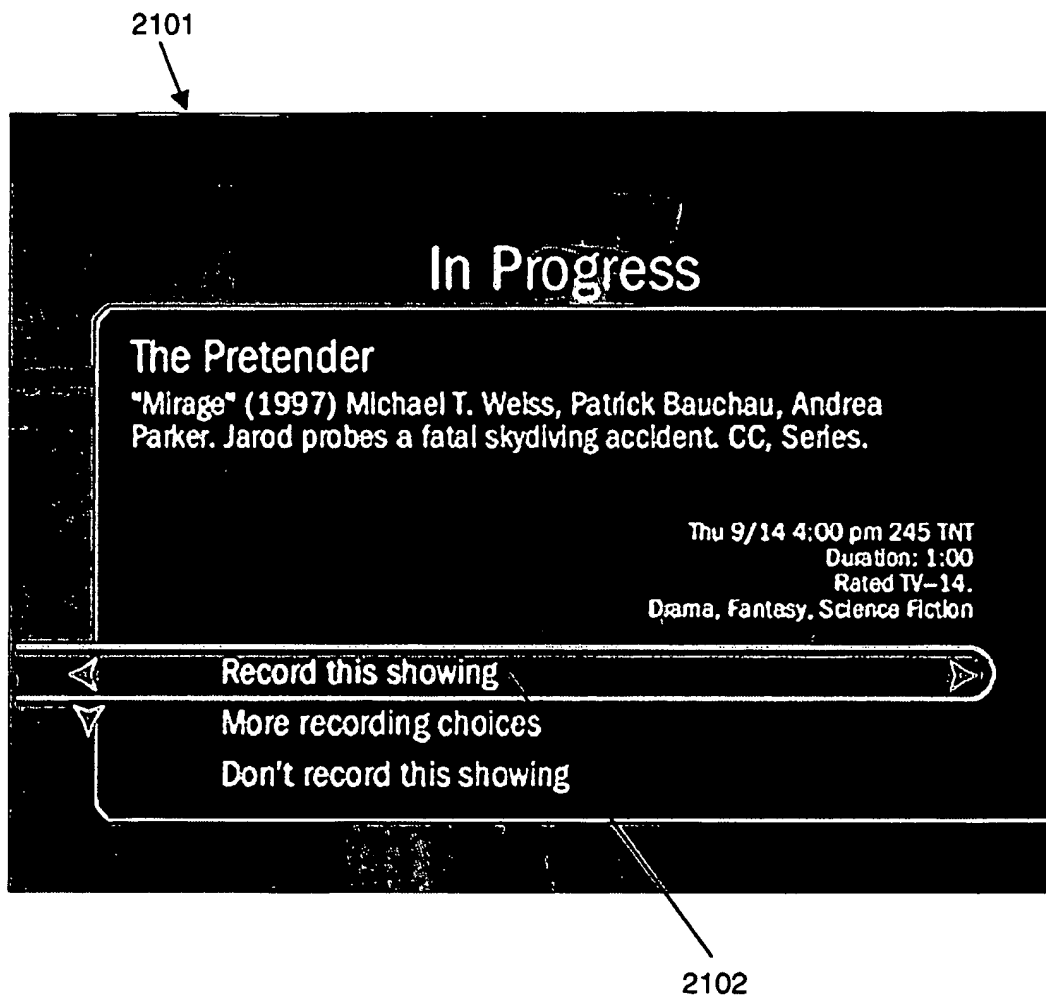 2101
In Progress
The Pretender
"Mirage" (1997) Michael T. Weiss, Patrick Bauchau, Andrea
Parker. Jarod probes a fatal skydiving accident. CC, Series.
Thu 9/14 4:00 pm 245 TNT
Duration: 1:00
Rated TV-14.
Drama, Fantasy, Science Fiction
Record this showing
More recording choices
Don't record this showing
2102